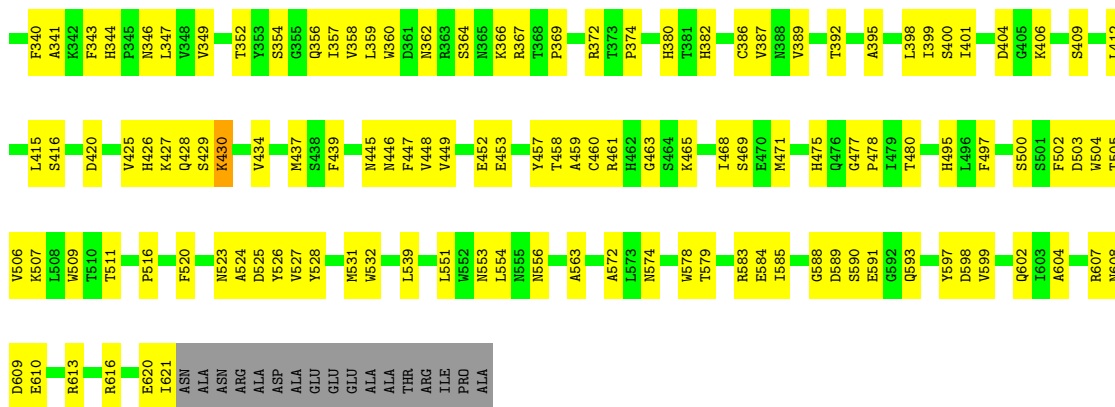 F340 A341 K342 F343 H344 P345 N346 L347 V348 V349 T352 Y353 S354 G355 Q356 I357 V358 L359 W360 D361 N362 R363 S364 N365 K366 R367 T368 P369 R372 T373 P374 H380 T381 H382 C386 V387 N388 V389 T392 A395 L398 I399 S400 I401 D404 G405 K406 S409
L415 S416 D420 V425 H426 K427 Q428 S429 K430 V434 M437 S438 F439 N445 N446 F447 V448 V449 E452 E453 Y457 T458 A459 C460 R461 H462 G463 S464 K465 I468 S469 E470 M471 H475 Q476 G477 P478 I479 T480 H495 L496 F497 S500 S501 F502 D503 W504
V506 K507 L508 W509 T510 T511 P516 F520 N523 A524 D525 Y526 V527 Y528 M531 W532 L539 L551 W552 N553 L554 N555 N556 A563 A572 L573 N574 W578 T579 R583 E584 I585 G588 D589 S590 E591 G592 Q593 Y597 D598 V599 Q602 I603 A604 R607
D609 E610 R613 R616 E620 I621 ASN ALA ASN ARG ALA ASP ALA GLU GLU GLU ALA ALA THR ARG ILE PRO ALA